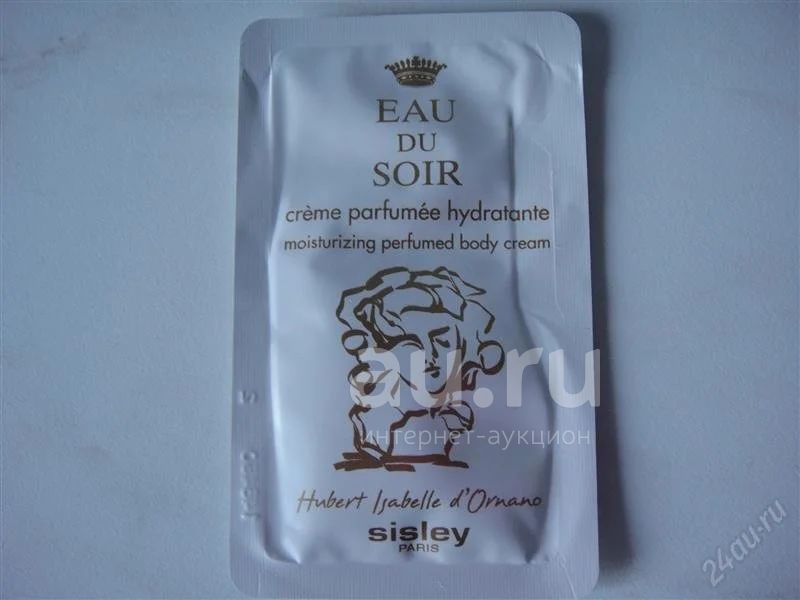 EAU
DU
SOIR
crème parfumée hydratante
moisturizing perfumed body cream
au.ru
интернет-аукцион
Hubert Isabelle d'Ornano
sisley
PARIS
24au.ru